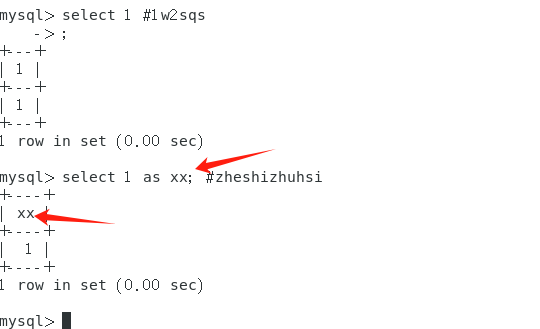 mysql> select 1 #1w2sqs
    -> ;
+---+
| 1 |
+---+
| 1 |
+---+
1 row in set (0.00 sec)
mysql> select 1 as xx; #zheshizhuhsi
+----+
| xx |
+----+
|  1 |
+----+
1 row in set (0.00 sec)
mysql>